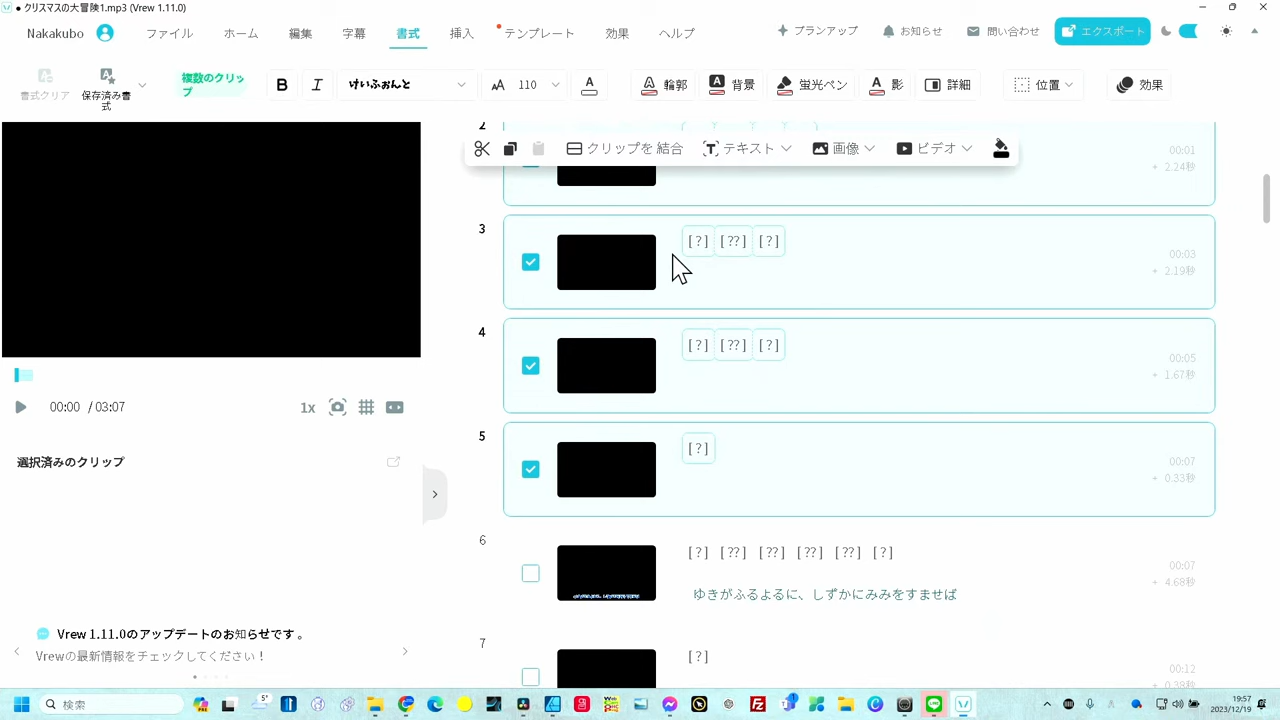 ● クリスマスの大冒険1.mp3 (Vrew 1.11.0)
Nakakubo ファイル ホーム 編集 字幕 書式 挿入 テンプレート 効果 ヘルプ プランアップ お知らせ 問い合わせ エクスポート
書式クリア 保存済み書式 複数のクリップ B I けいふぉんと 110 輪郭 背景 蛍光ペン 影 詳細 位置 効果
クリップを 結合 テキスト 画像 ビデオ
2
00:01
+ 2.24秒
3
[?] [??] [?]
00:03
+ 2.19秒
4
[?] [??] [?]
00:05
+ 1.67秒
5
[?]
00:07
+ 0.33秒
6
[?] [??] [??] [??] [??] [?]
ゆきがふるよるに、しずかにみみをすませば
00:07
+ 4.68秒
7
[?]
00:12
+ 0.38秒
00:00 / 03:07 1x
選択済みのクリップ
Vrew 1.11.0のアップデートのお知らせです。
Vrewの最新情報をチェックしてください！
検索
5°
19:57
2023/12/19